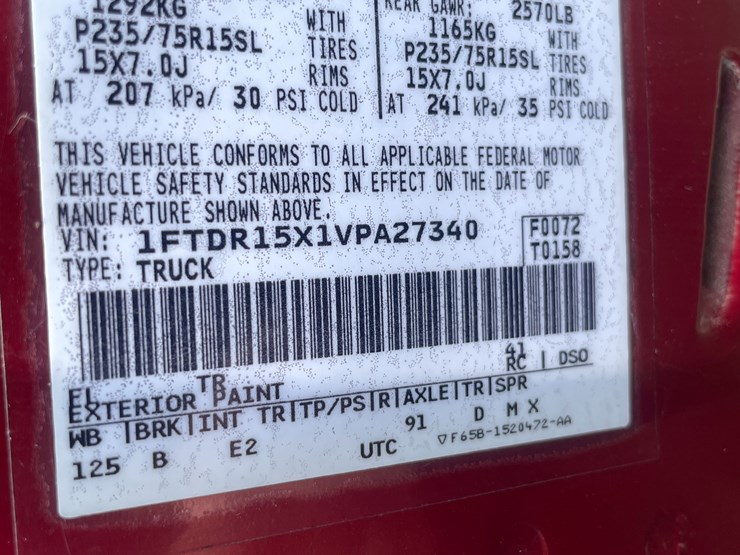 1292KG WITH
P235/75R15SL TIRES
15X7.0J RIMS
AT 207 kPa/ 30 PSI COLD
REAR GAWR: 2570LB
1165KG WITH
P235/75R15SL TIRES
15X7.0J RIMS
AT 241 kPa/ 35 PSI COLD
THIS VEHICLE CONFORMS TO ALL APPLICABLE FEDERAL MOTOR
VEHICLE SAFETY STANDARDS IN EFFECT ON THE DATE OF
MANUFACTURE SHOWN ABOVE.
VIN: 1FTDR15X1VPA27340
TYPE: TRUCK
F0072
T0158
EL TR 41
EXTERIOR PAINT RC | DSO
WB | BRK | INT TR | TP/PS | R | AXLE | TR | SPR
125 B E2 UTC 91 D M X
▽F65B-1520472-AA